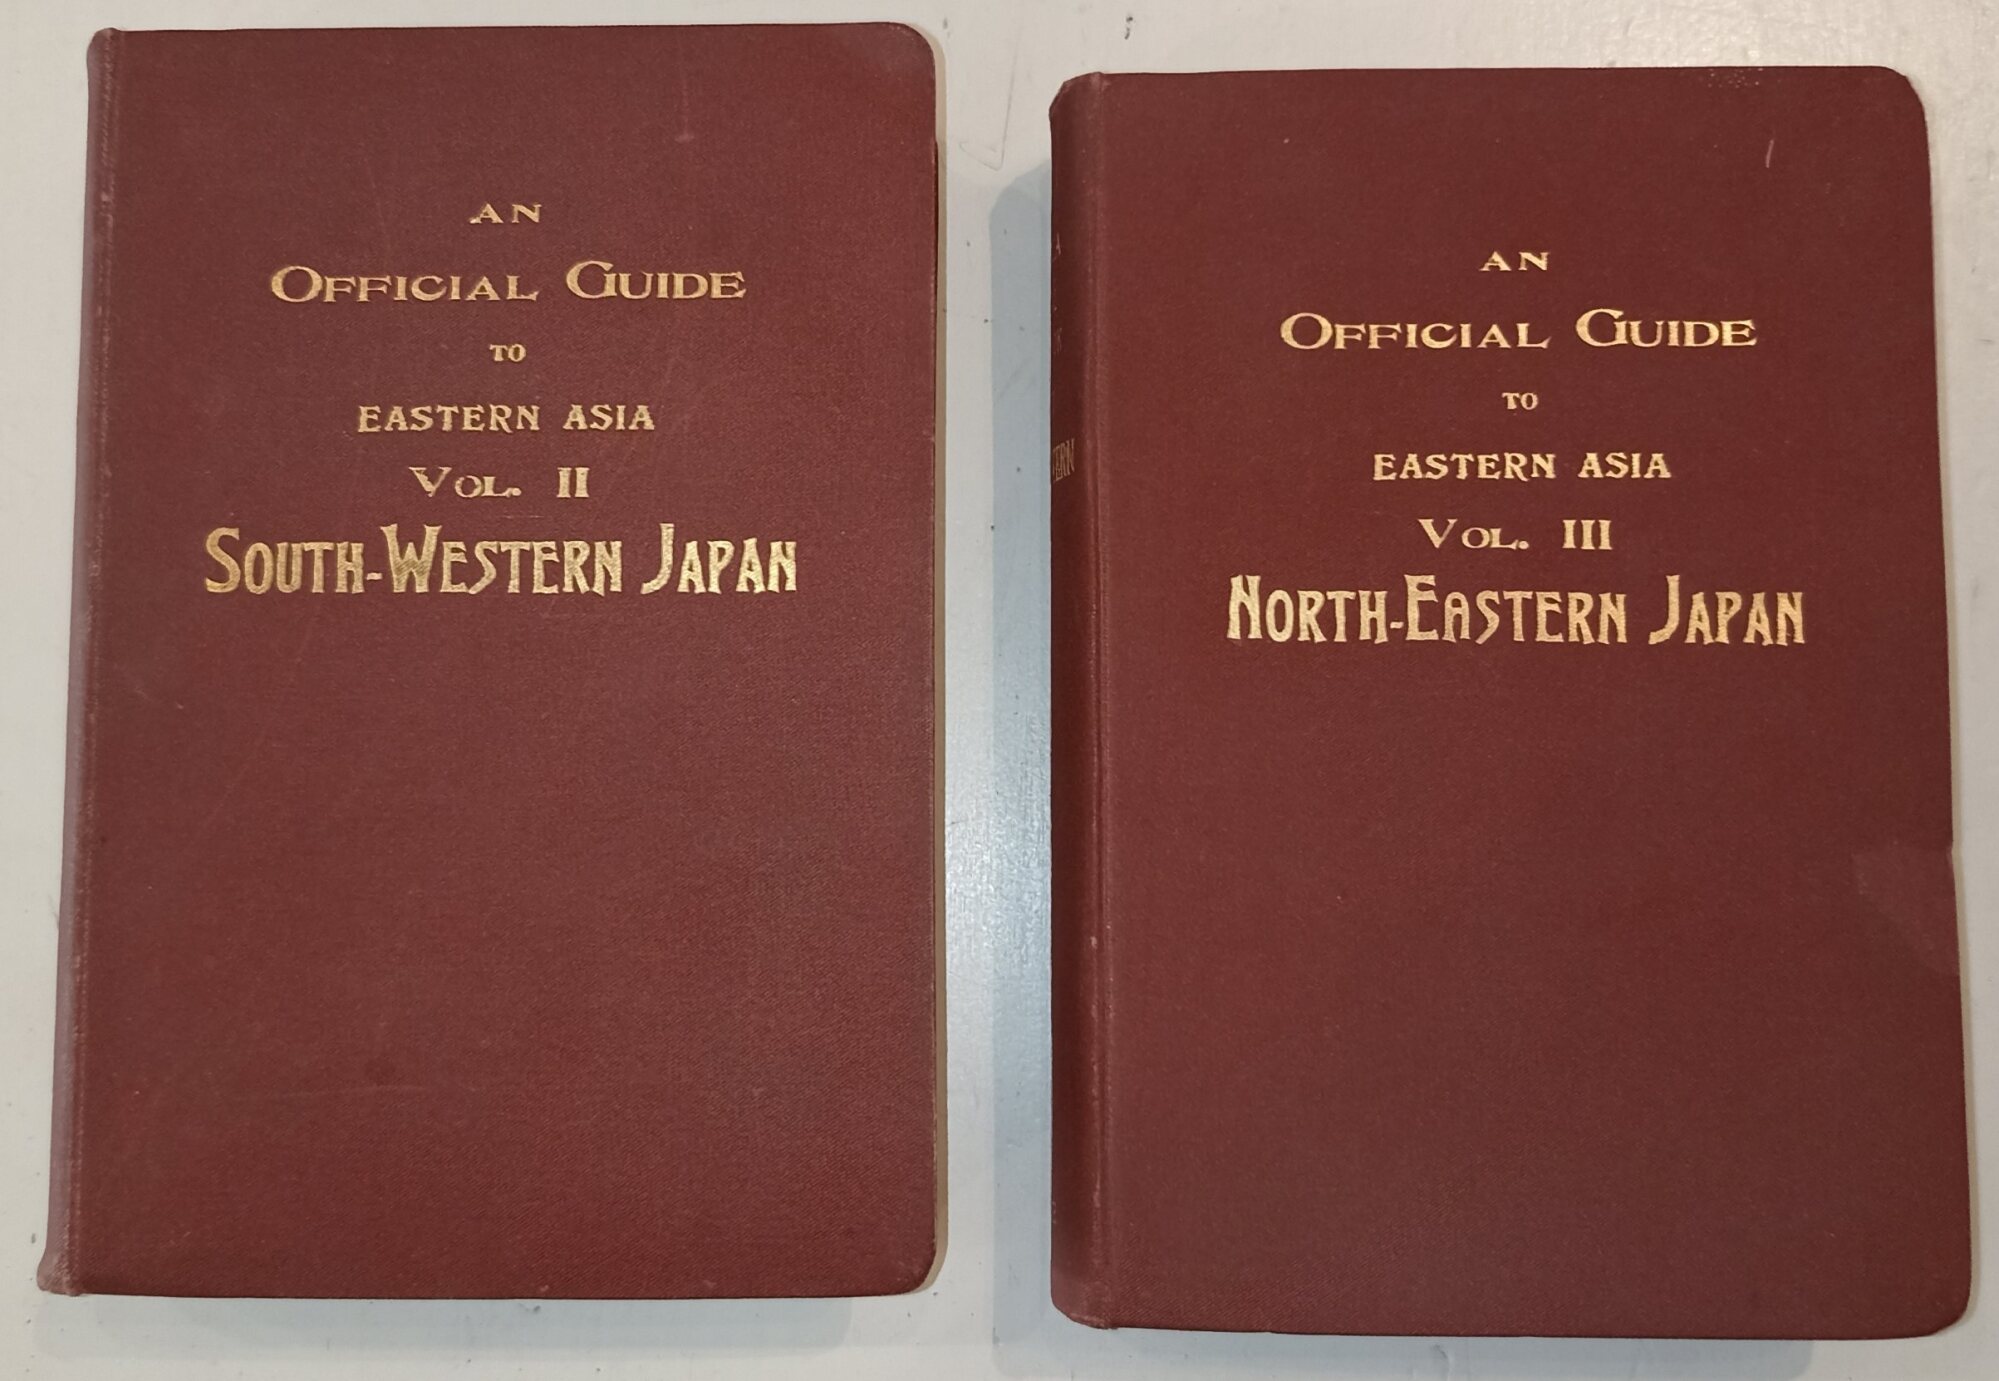 AN
OFFICIAL GUIDE
TO
EASTERN ASIA
VOL. II
SOUTH-WESTERN JAPAN
AN
OFFICIAL GUIDE
TO
EASTERN ASIA
VOL. III
NORTH-EASTERN JAPAN